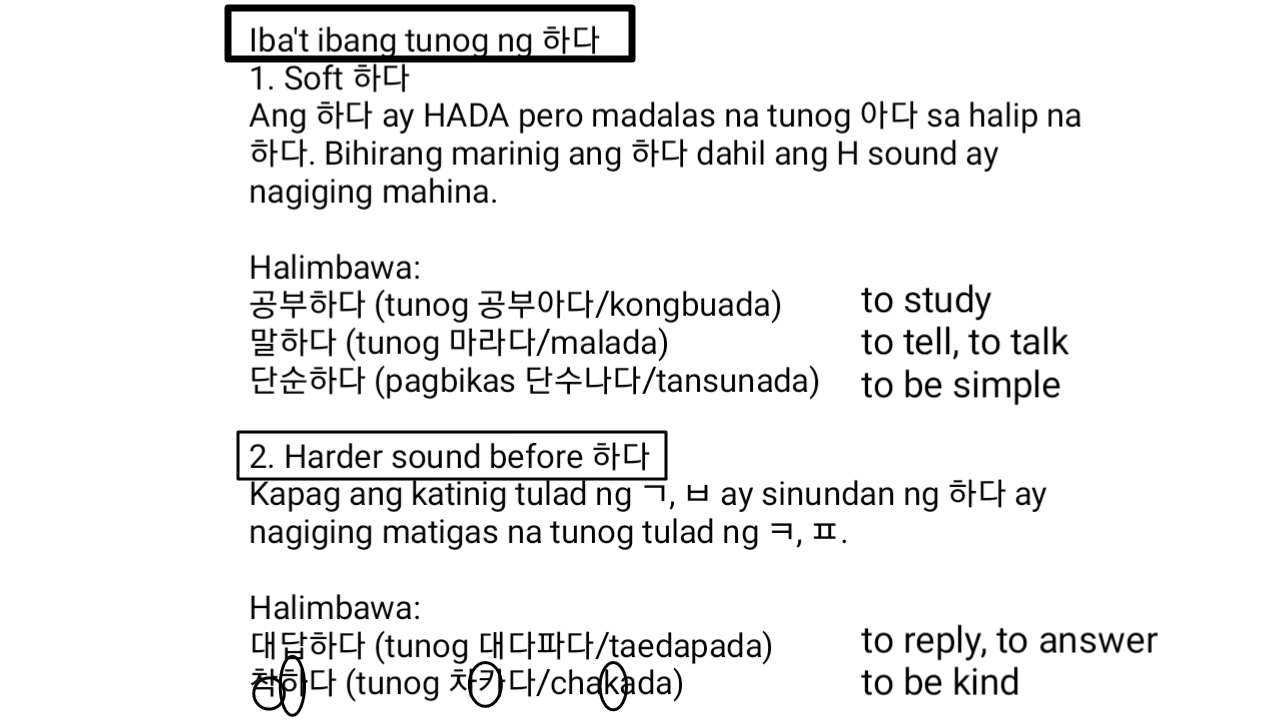 Iba't ibang tunog ng 하다
1. Soft 하다
Ang 하다 ay HADA pero madalas na tunog 아다 sa halip na
하다. Bihirang marinig ang 하다 dahil ang H sound ay
nagiging mahina.
Halimbawa:
공부하다 (tunog 공부아다/kongbuada) to study
말하다 (tunog 마라다/malada) to tell, to talk
단순하다 (pagbikas 단수나다/tansunada) to be simple
2. Harder sound before 하다
Kapag ang katinig tulad ng ㄱ, ㅂ ay sinundan ng 하다 ay
nagiging matigas na tunog tulad ng ㅋ, ㅍ.
Halimbawa:
대답하다 (tunog 대다파다/taedapada) to reply, to answer
착하다 (tunog 차카다/chakada) to be kind